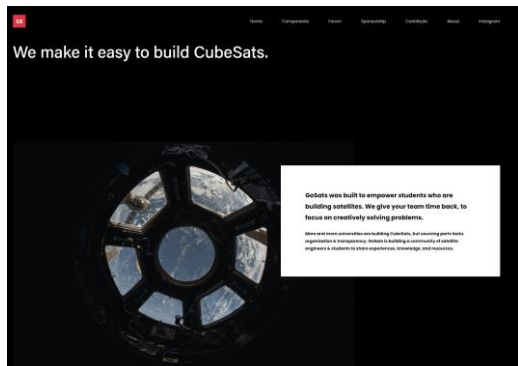 GS
Home Components Forum Sponsorship Contribute About Instagram
We make it easy to build CubeSats.
GoSats was built to empower students who are
building satellites. We give your team time back, to
focus on creatively solving problems.
More and more universities are building CubeSats, but sourcing parts lacks
organization & transparency. GoSats is building a community of satellite
engineers & students to share experiences, knowledge, and resources.